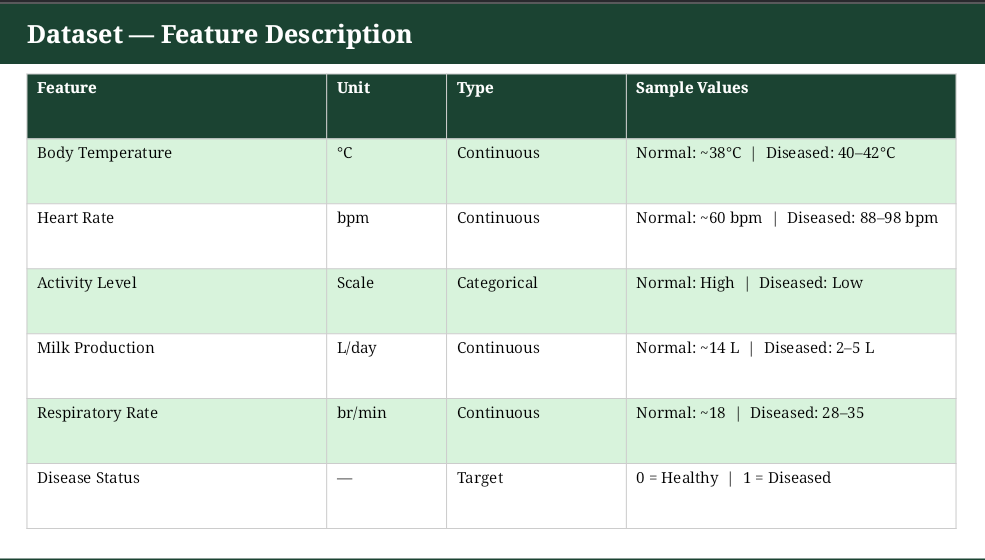 Dataset — Feature Description
Feature Unit Type Sample Values
Body Temperature °C Continuous Normal: ~38°C | Diseased: 40–42°C
Heart Rate bpm Continuous Normal: ~60 bpm | Diseased: 88–98 bpm
Activity Level Scale Categorical Normal: High | Diseased: Low
Milk Production L/day Continuous Normal: ~14 L | Diseased: 2–5 L
Respiratory Rate br/min Continuous Normal: ~18 | Diseased: 28–35
Disease Status — Target 0 = Healthy | 1 = Diseased